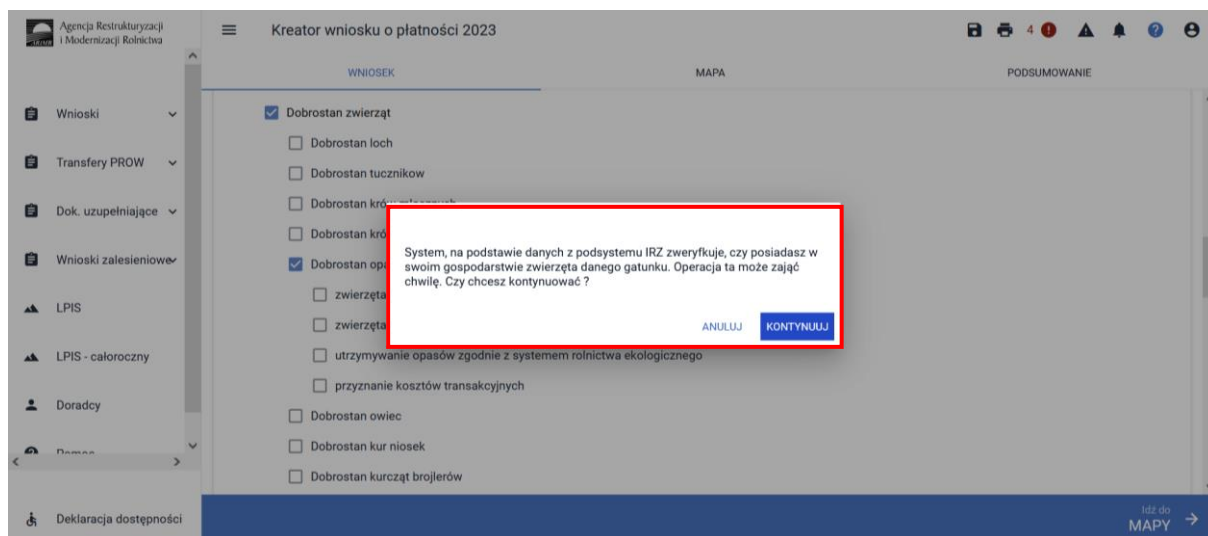 Agencja Restrukturyzacji
i Modernizacji Rolnictwa
Kreator wniosku o płatności 2023
4
WNIOSEK
MAPA
PODSUMOWANIE
Wnioski
Transfery PROW
Dok. uzupełniające
Wnioski zalesieniowe
LPIS
LPIS - całoroczny
Doradcy
Deklaracja dostępności
Dobrostan zwierząt
Dobrostan loch
Dobrostan tucznikow
Dobrostan krów mlecznych
Dobrostan kró
Dobrostan opa
zwierzęta
zwierzęta
utrzymywanie opasów zgodnie z systemem rolnictwa ekologicznego
przyznanie kosztów transakcyjnych
Dobrostan owiec
Dobrostan kur niosek
Dobrostan kurcząt brojlerów
System, na podstawie danych z podsystemu IRZ zweryfkuje, czy posiadasz w
swoim gospodarstwie zwierzęta danego gatunku. Operacja ta może zająć
chwilę. Czy chcesz kontynuować ?
ANULUJ
KONTYNUUJ
Idź do
MAPY